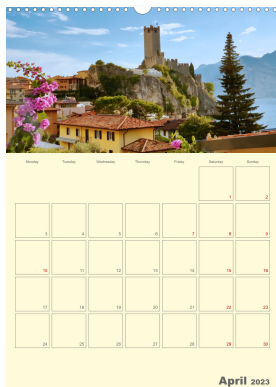 Monday Tuesday Wednesday Thursday Friday Saturday Sunday
1 2
3 4 5 6 7 8 9
10 11 12 13 14 15 16
17 18 19 20 21 22 23
24 25 26 27 28 29 30
April 2023